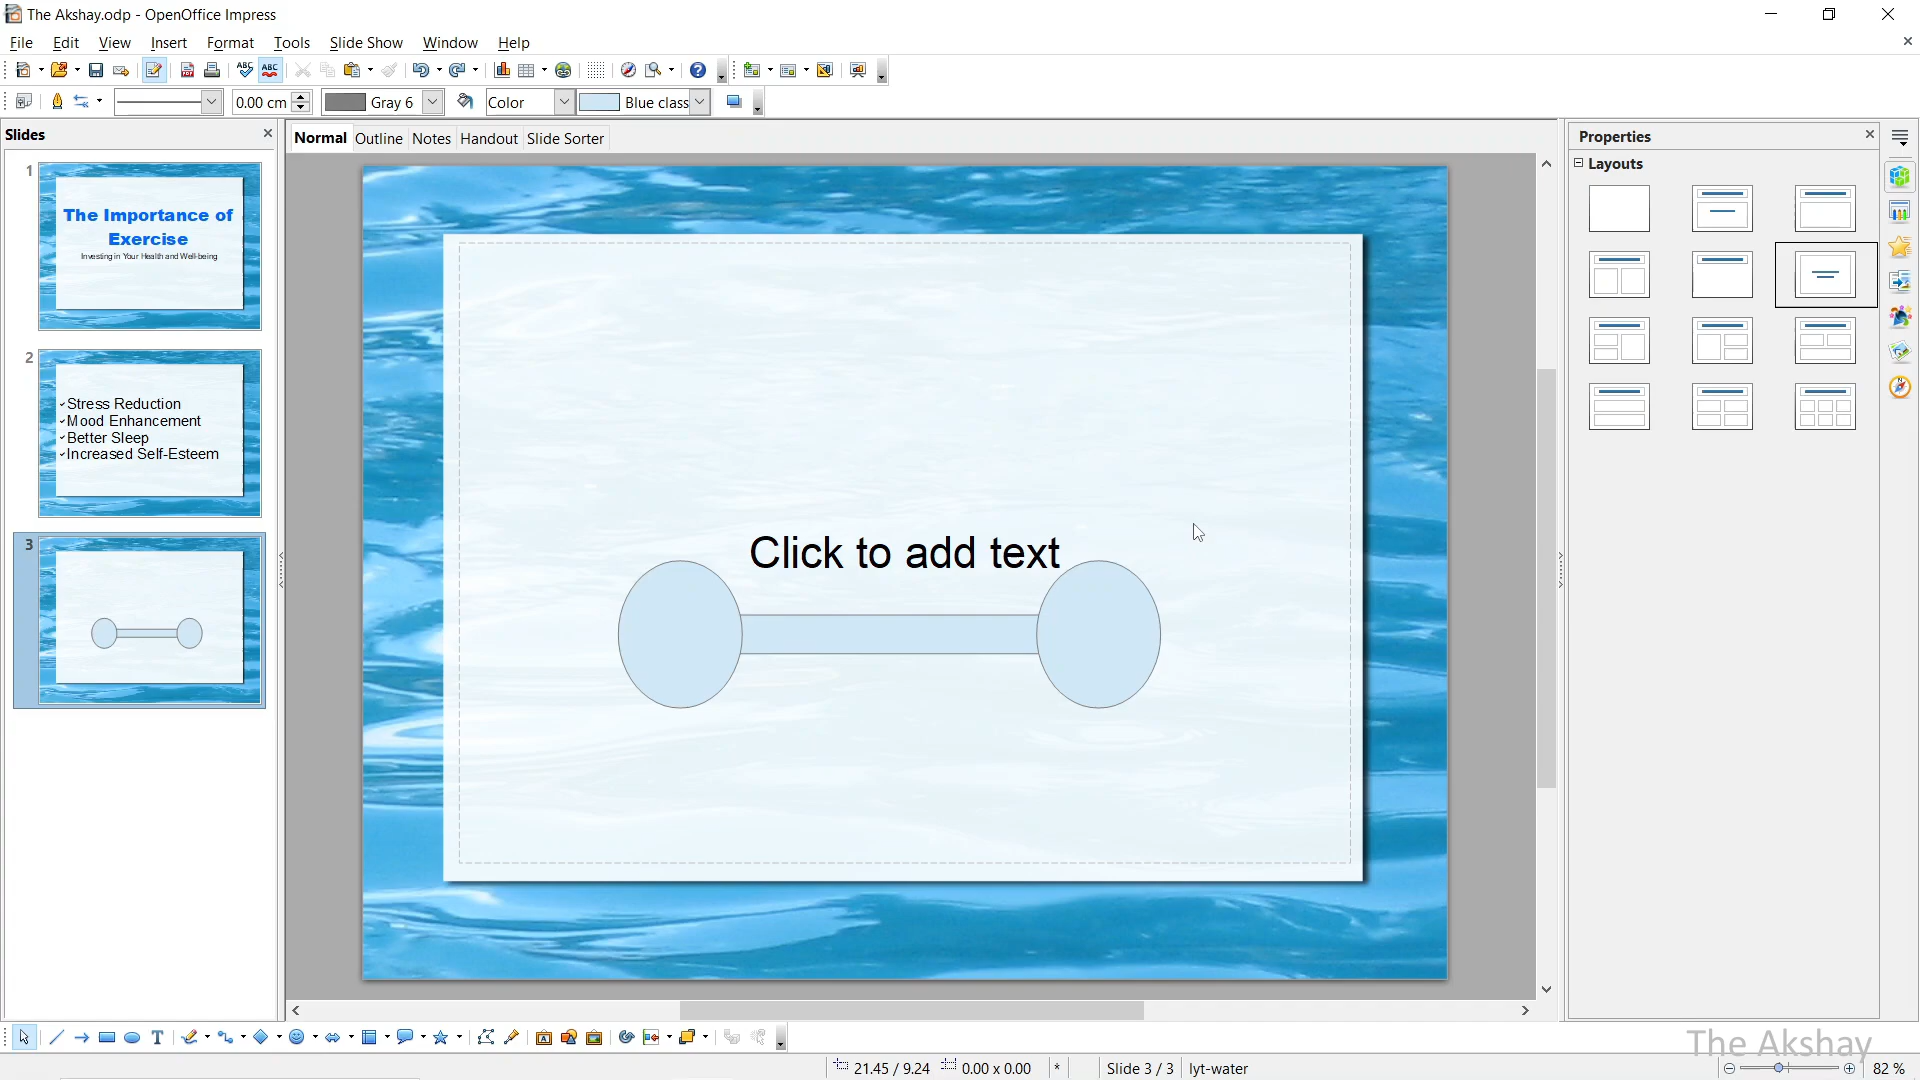 The Akshay.odp - OpenOffice Impress
File Edit View Insert Format Tools Slide Show Window Help
ABC ABC
0.00 cm Gray 6 Color Blue class
Slides
Normal Outline Notes Handout Slide Sorter
Properties
Layouts
1
The Importance of
Exercise
Investing in Your Health and Well-being
2
Stress Reduction
Mood Enhancement
Better Sleep
Increased Self-Esteem
3
Click to add text
The Akshay
21.45 / 9.24 0.00 x 0.00 * Slide 3 / 3 lyt-water 82 %